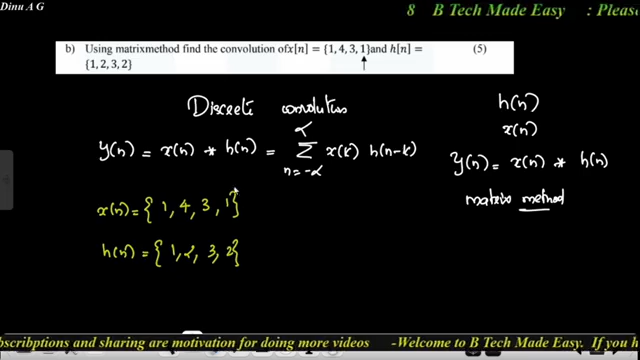 Dinu A G
8 B Tech Made Easy : Please
b) Using matrixmethod find the convolution ofx[n] = {1, 4, 3, 1}and h[n] = (5)
{1, 2, 3, 2}
↑
Discrete convolution
y(n) = x(n) * h(n) = ∑ x(k) h(n-k)
n=-∝
∝
h(n)
x(n)
y(n) = x(n) * h(n)
matrix method
x(n) = { 1, 4, 3, 1}
h(n) = { 1, 2, 3, 2}
ubscribptions and sharing are motivation for doing more videos -Welcome to B Tech Made Easy. If you h